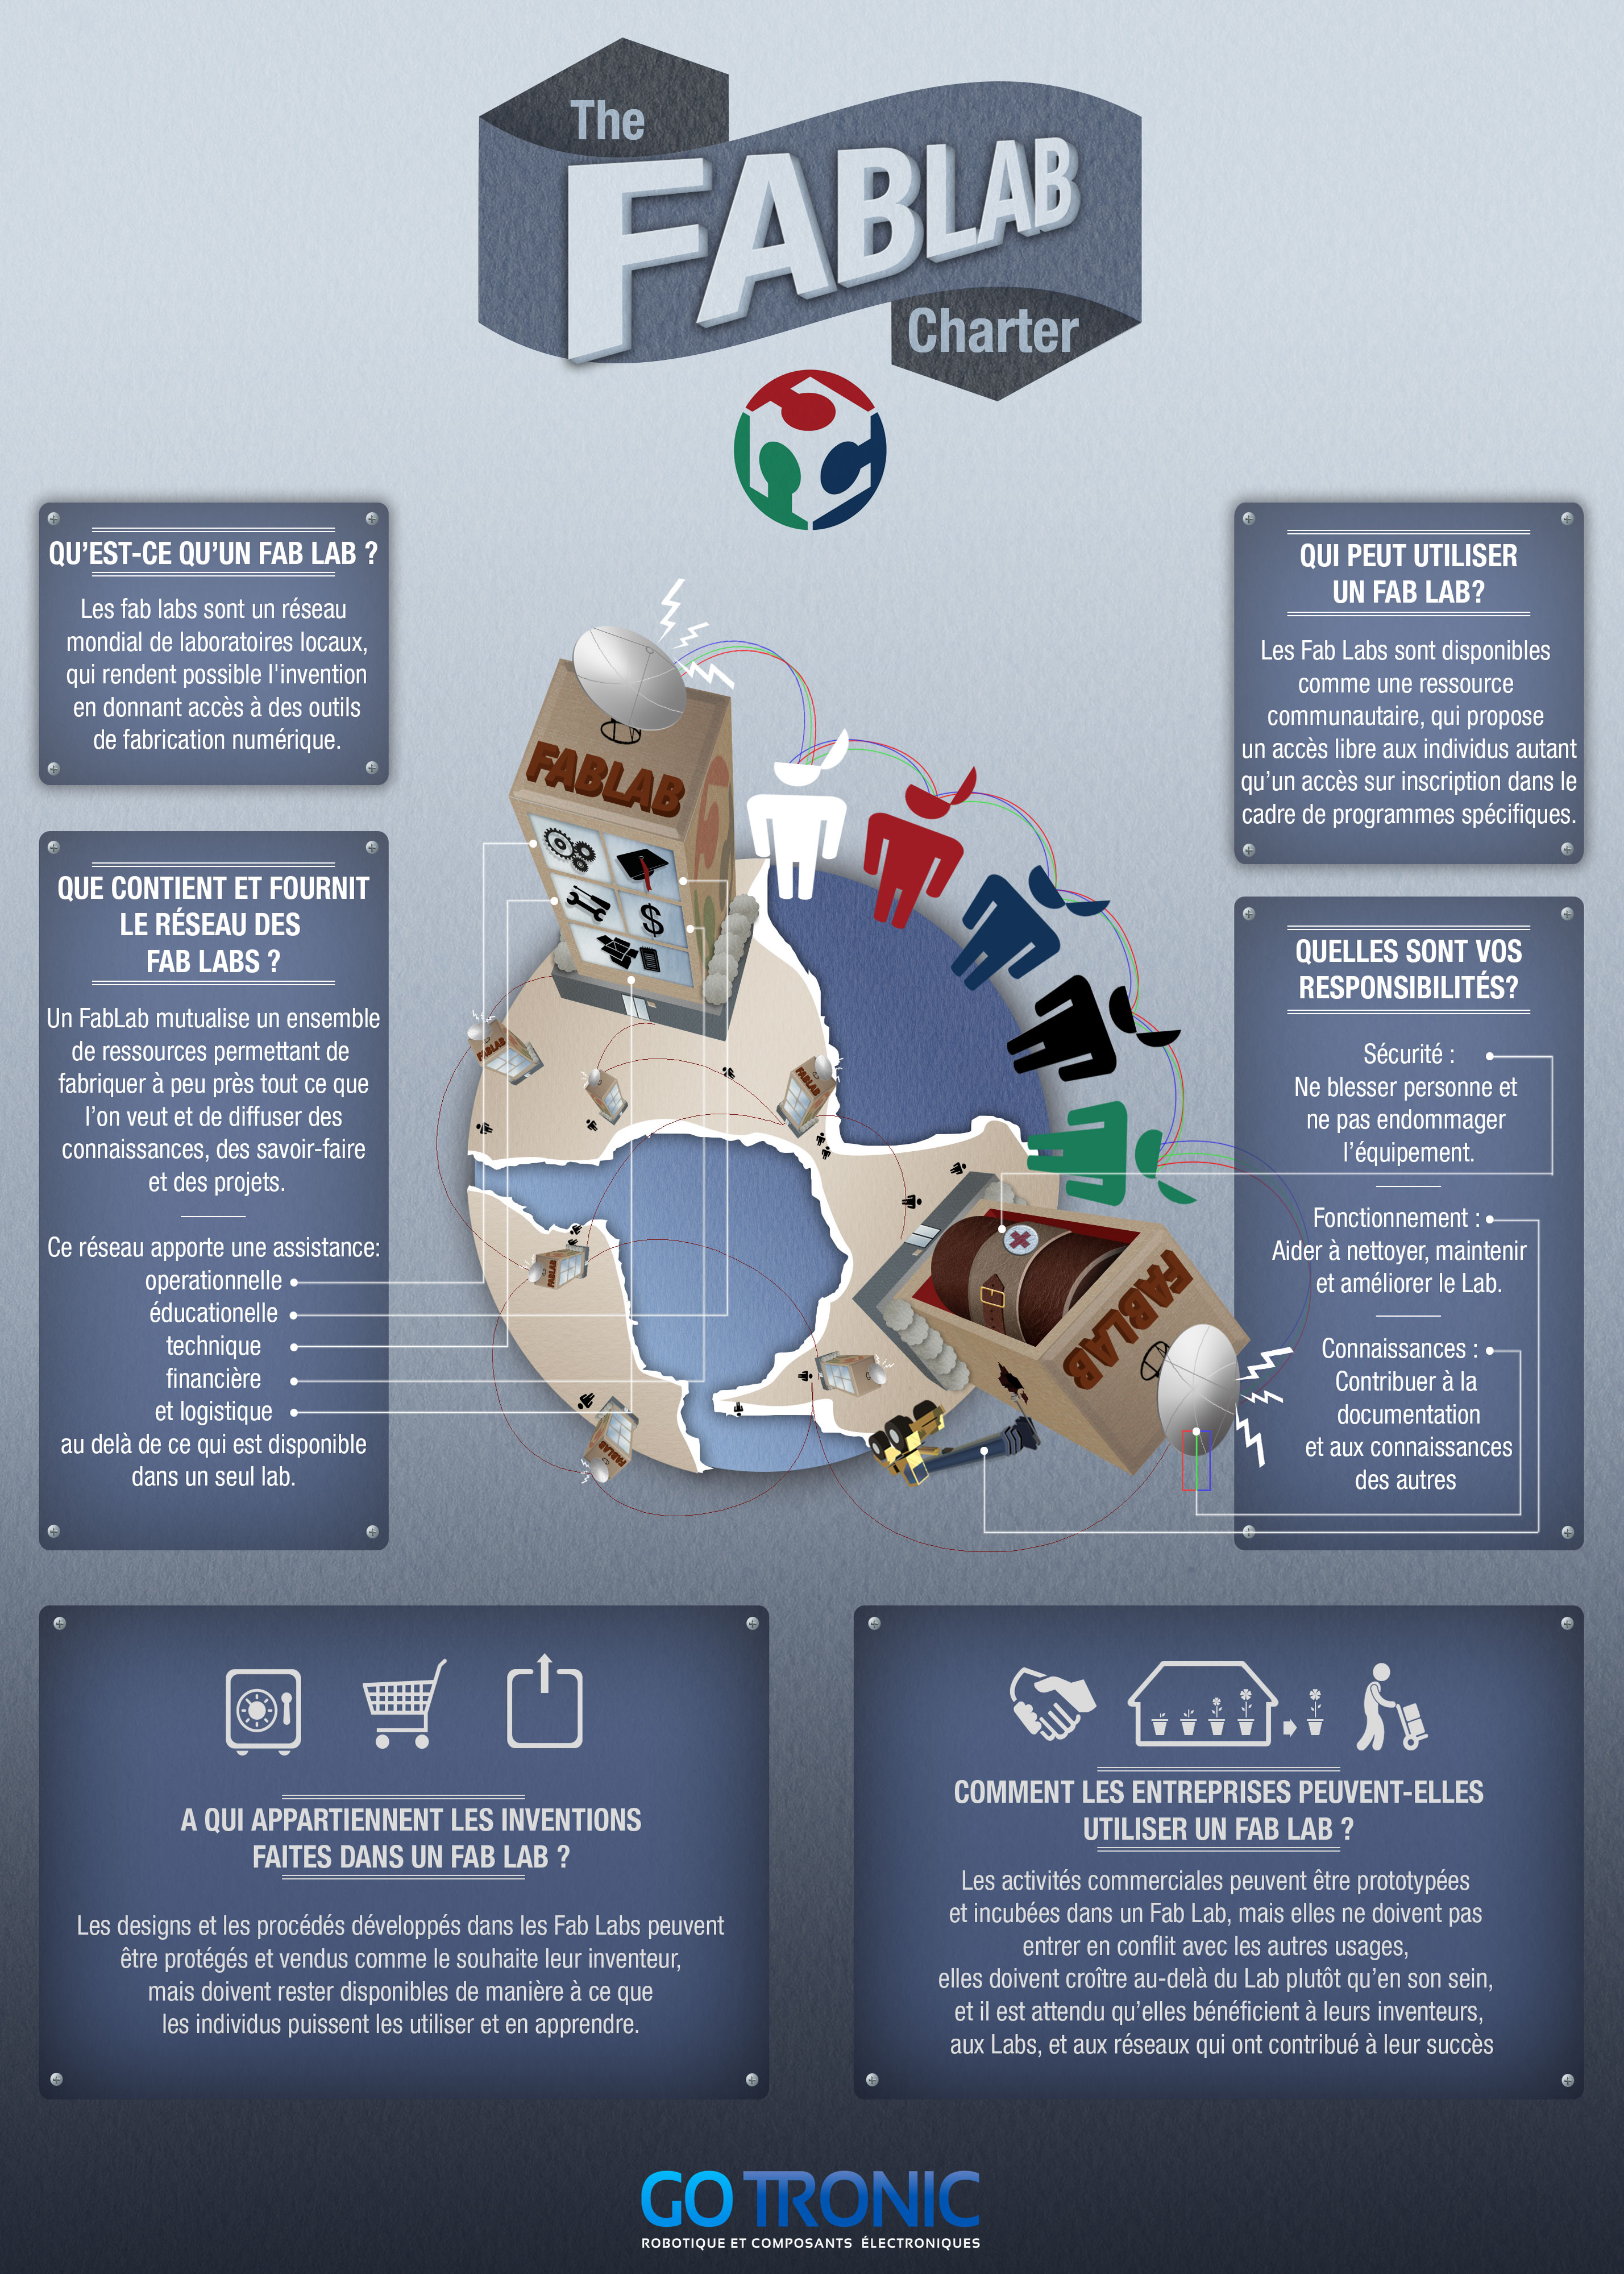 The
FABLAB
Charter
QU'EST-CE QU'UN FAB LAB ?
Les fab labs sont un réseau
mondial de laboratoires locaux,
qui rendent possible l'invention
en donnant accès à des outils
de fabrication numérique.
QUI PEUT UTILISER
UN FAB LAB?
Les Fab Labs sont disponibles
comme une ressource
communautaire, qui propose
un accès libre aux individus autant
qu'un accès sur inscription dans le
cadre de programmes spécifiques.
QUE CONTIENT ET FOURNIT
LE RÉSEAU DES
FAB LABS ?
Un FabLab mutualise un ensemble
de ressources permettant de
fabriquer à peu près tout ce que
l'on veut et de diffuser des
connaissances, des savoir-faire
et des projets.
Ce réseau apporte une assistance:
operationnelle
éducationelle
technique
financière
et logistique
au delà de ce qui est disponible
dans un seul lab.
FABLAB
$
FABLAB
FABLAB
FABLAB
FABLAB
FABLAB
QUELLES SONT VOS
RESPONSIBILITÉS?
Sécurité :
Ne blesser personne et
ne pas endommager
l'équipement.
Fonctionnement :
Aider à nettoyer, maintenir
et améliorer le Lab.
Connaissances :
Contribuer à la
documentation
et aux connaissances
des autres
A QUI APPARTIENNENT LES INVENTIONS
FAITES DANS UN FAB LAB ?
Les designs et les procédés développés dans les Fab Labs peuvent
être protégés et vendus comme le souhaite leur inventeur,
mais doivent rester disponibles de manière à ce que
les individus puissent les utiliser et en apprendre.
COMMENT LES ENTREPRISES PEUVENT-ELLES
UTILISER UN FAB LAB ?
Les activités commerciales peuvent être prototypées
et incubées dans un Fab Lab, mais elles ne doivent pas
entrer en conflit avec les autres usages,
elles doivent croître au-delà du Lab plutôt qu'en son sein,
et il est attendu qu'elles bénéficient à leurs inventeurs,
aux Labs, et aux réseaux qui ont contribué à leur succès
GO TRONIC
ROBOTIQUE ET COMPOSANTS ÉLECTRONIQUES